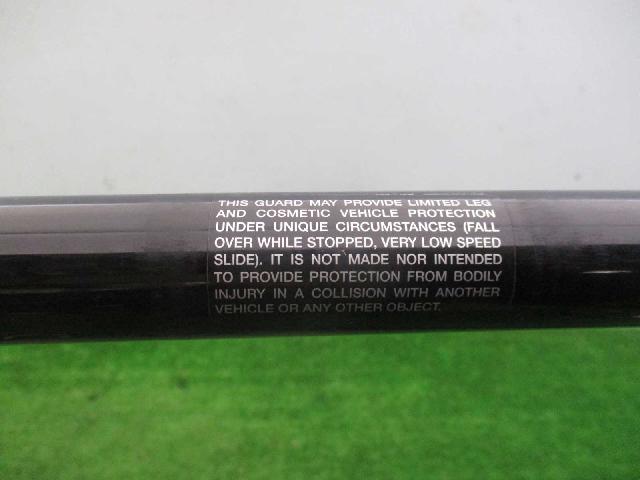 THIS GUARD MAY PROVIDE LIMITED LEG
AND COSMETIC VEHICLE PROTECTION
UNDER UNIQUE CIRCUMSTANCES (FALL
OVER WHILE STOPPED, VERY LOW SPEED
SLIDE). IT IS NOT MADE NOR INTENDED
TO PROVIDE PROTECTION FROM BODILY
INJURY IN A COLLISION WITH ANOTHER
VEHICLE OR ANY OTHER OBJECT.